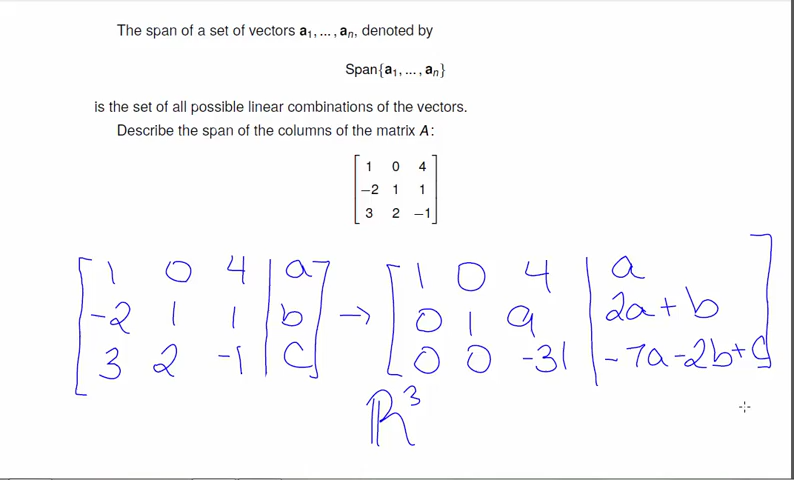 The span of a set of vectors a₁, ..., aₙ, denoted by
Span{a₁, ..., aₙ}
is the set of all possible linear combinations of the vectors.
Describe the span of the columns of the matrix A:
1 0 4
−2 1 1
3 2 −1
[ 1 0 4 | a ] → [ 1 0 4 | a ]
[ -2 1 1 | b ] [ 0 1 9 | 2a + b ]
[ 3 2 -1 | c ] [ 0 0 -31 | -7a - 2b + c ]
ℝ³